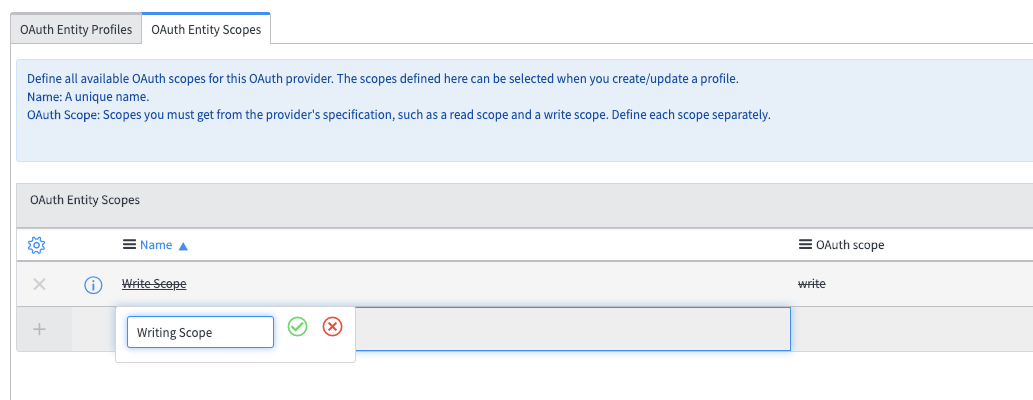 OAuth Entity Profiles
OAuth Entity Scopes
Define all available OAuth scopes for this OAuth provider. The scopes defined here can be selected when you create/update a profile.
Name: A unique name.
OAuth Scope: Scopes you must get from the provider's specification, such as a read scope and a write scope. Define each scope separately.
OAuth Entity Scopes
Name
OAuth scope
Write Scope
write
Writing Scope